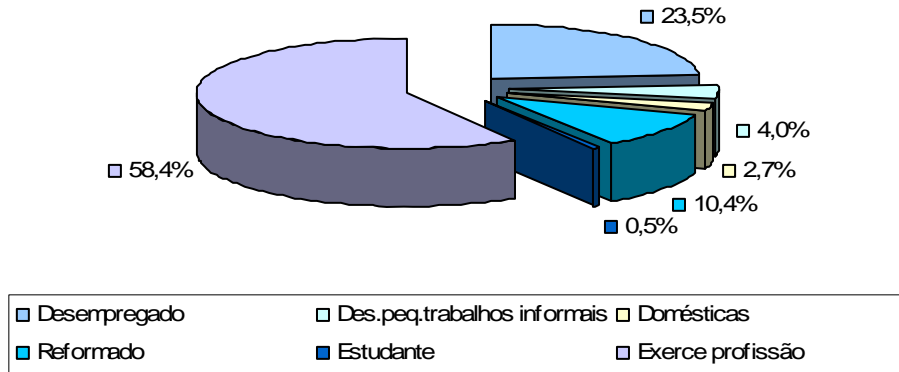 23,5%
4,0%
58,4%
2,7%
10,4%
0,5%
Desempregado
Des.peq.trabalhos informais
Domésticas
Reformado
Estudante
Exerce profissão